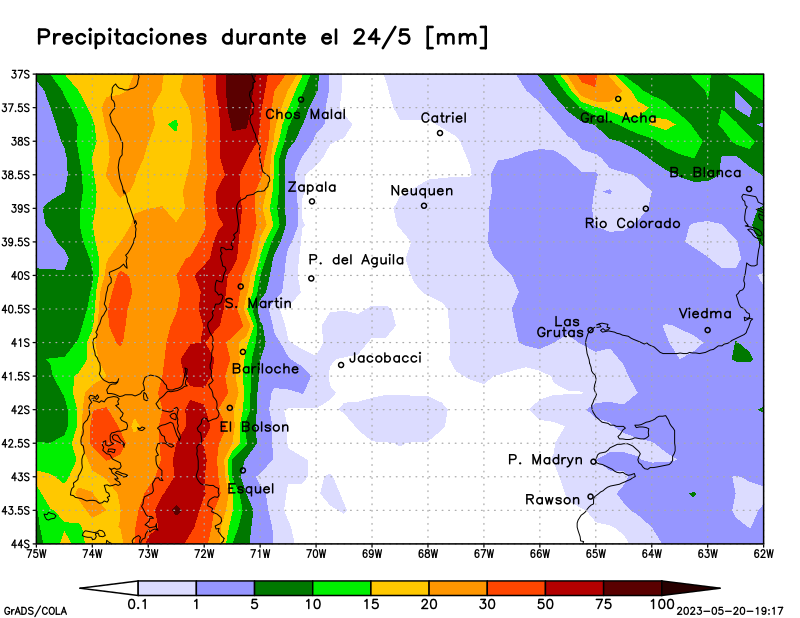 Precipitaciones durante el 24/5 [mm]
37S
37.5S
38S
38.5S
39S
39.5S
40S
40.5S
41S
41.5S
42S
42.5S
43S
43.5S
44S
Chos Malal
Catriel
Gral. Acha
B. Blanca
Zapala
Neuquen
Rio Colorado
P. del Aguila
S. Martin
Viedma
Las
Grutas
Jacobacci
Bariloche
El Bolson
P. Madryn
Esquel
Rawson
75W 74W 73W 72W 71W 70W 69W 68W 67W 66W 65W 64W 63W 62W
0.1 1 5 10 15 20 30 50 75 100
GrADS/COLA
2023-05-20-19:17